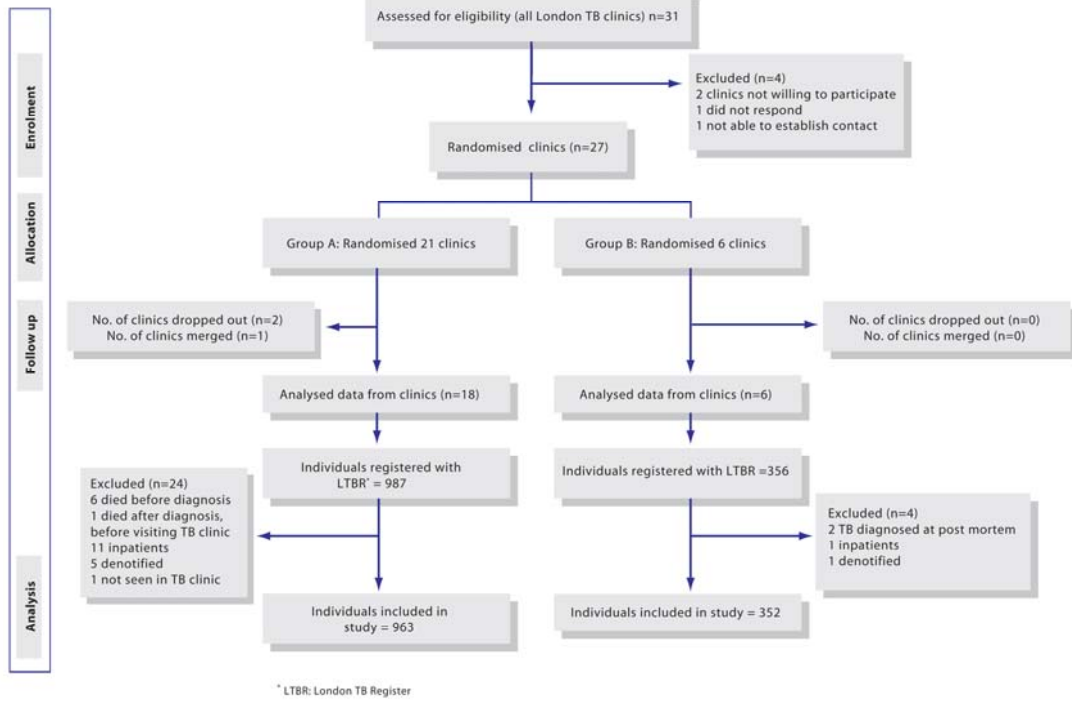 Assessed for eligibility (all London TB clinics) n=31
Enrolment
Excluded (n=4)
2 clinics not willing to participate
1 did not respond
1 not able to establish contact
Randomised clinics (n=27)
Allocation
Group A: Randomised 21 clinics
Group B: Randomised 6 clinics
Follow up
No. of clinics dropped out (n=2)
No. of clinics merged (n=1)
No. of clinics dropped out (n=0)
No. of clinics merged (n=0)
Analysed data from clinics (n=18)
Analysed data from clinics (n=6)
Individuals registered with
LTBR* = 987
Individuals registered with LTBR =356
Excluded (n=24)
6 died before diagnosis
1 died after diagnosis,
before visiting TB clinic
11 inpatients
5 denotified
1 not seen in TB clinic
Excluded (n=4)
2 TB diagnosed at post mortem
1 inpatients
1 denotified
Analysis
Individuals included in
study = 963
Individuals included in study = 352
* LTBR: London TB Register